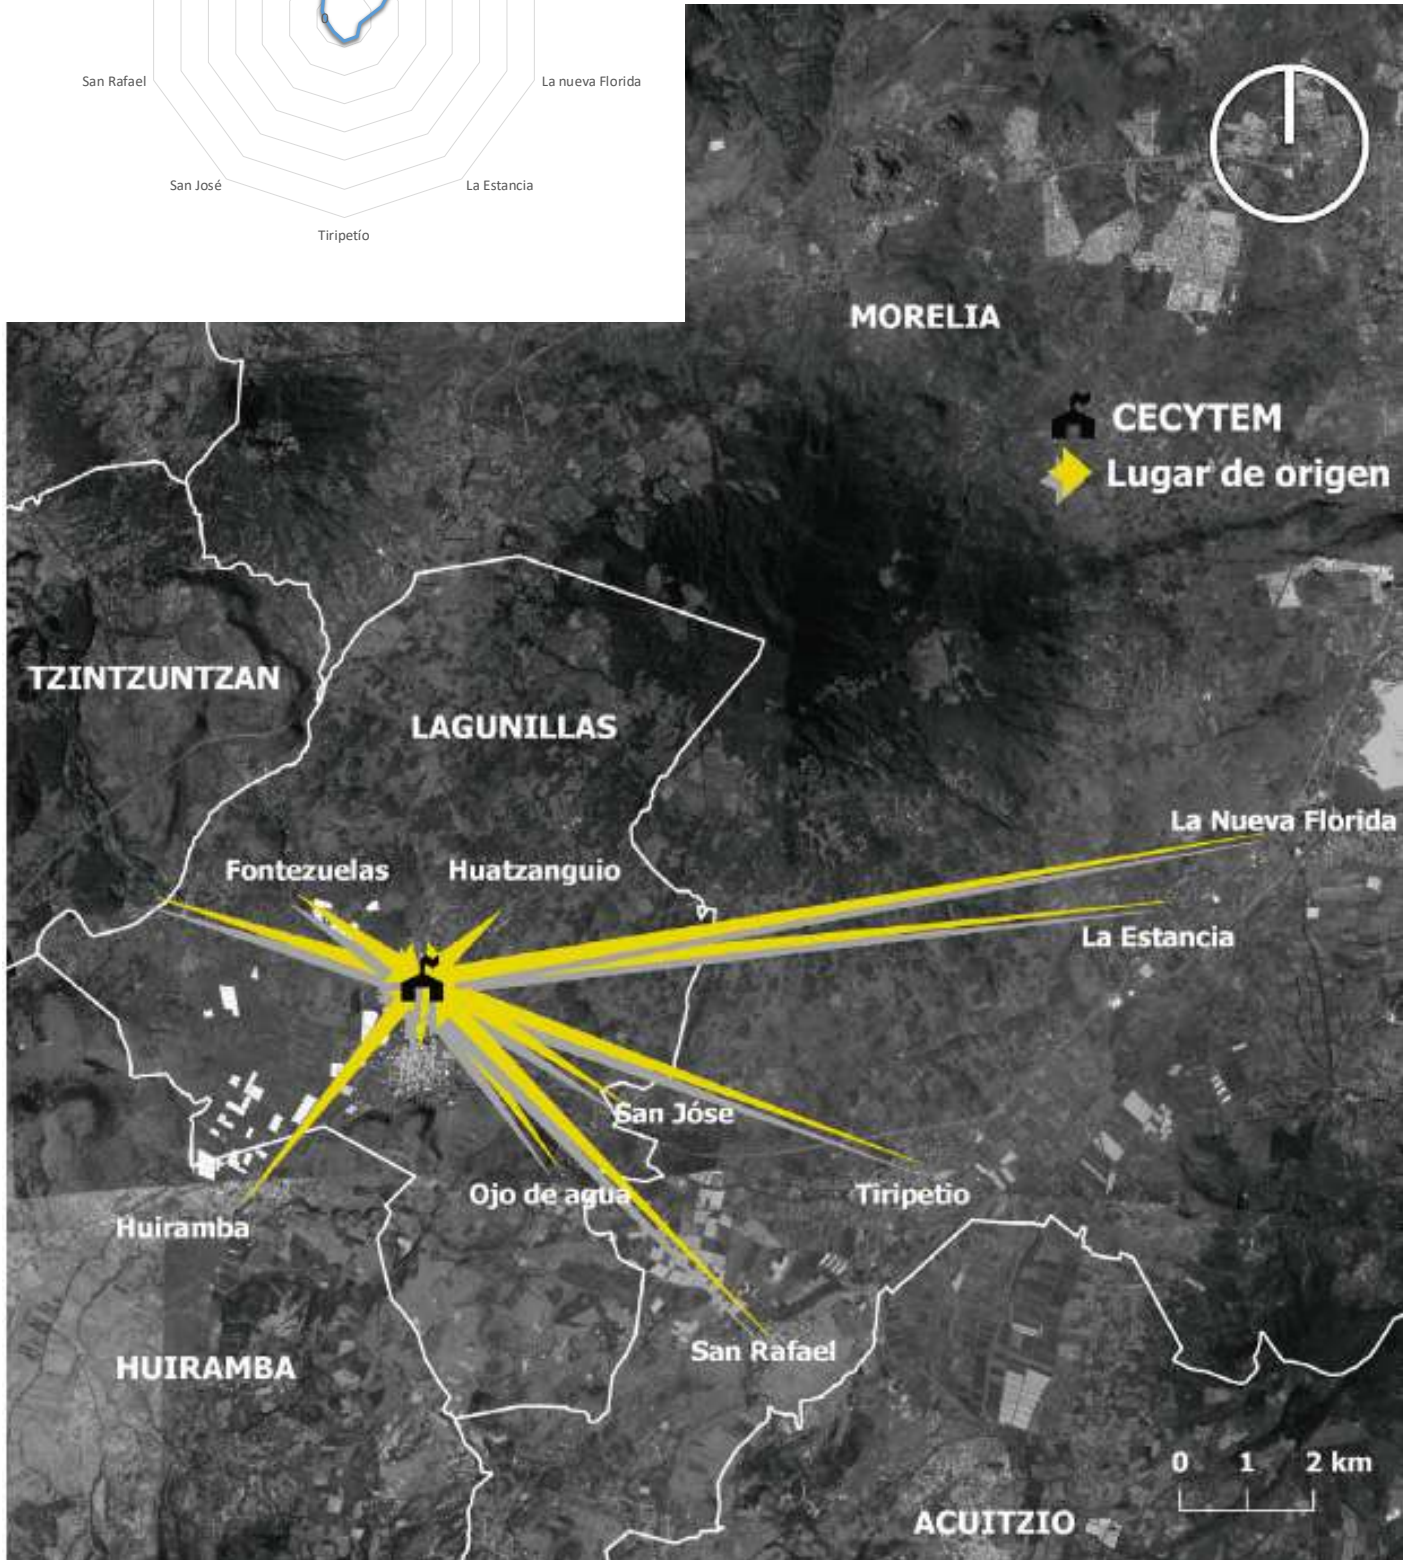 0
San Rafael
La nueva Florida
San José
La Estancia
Tiripetío
MORELIA
CECYTEM
Lugar de origen
TZINTZUNTZAN
LAGUNILLAS
La Nueva Florida
Fontezuelas
Huatzanguio
La Estancia
San Jóse
Ojo de agua
Tiripetio
Huiramba
San Rafael
HUIRAMBA
0 1 2 km
ACUITZIO